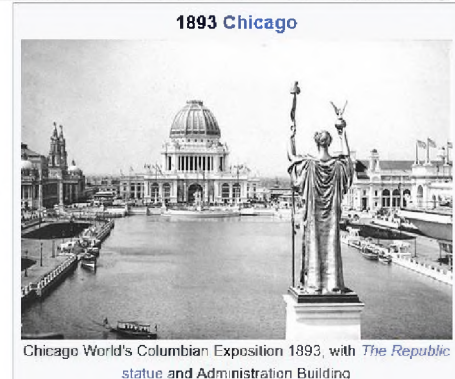 1893 Chicago
Chicago World's Columbian Exposition 1893, with The Republic
statue and Administration Building